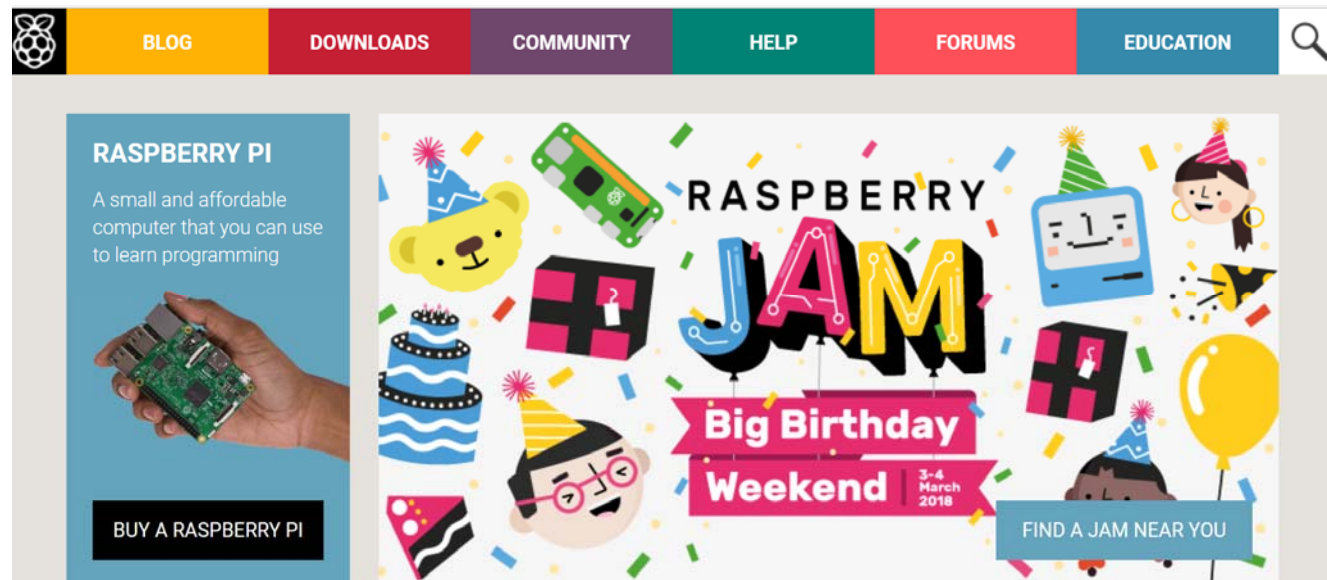 BLOG
DOWNLOADS
COMMUNITY
HELP
FORUMS
EDUCATION
RASPBERRY PI
A small and affordable
computer that you can use
to learn programming
BUY A RASPBERRY PI
RASPBERRY
JAM
Big Birthday
Weekend
3-4
March
2018
FIND A JAM NEAR YOU